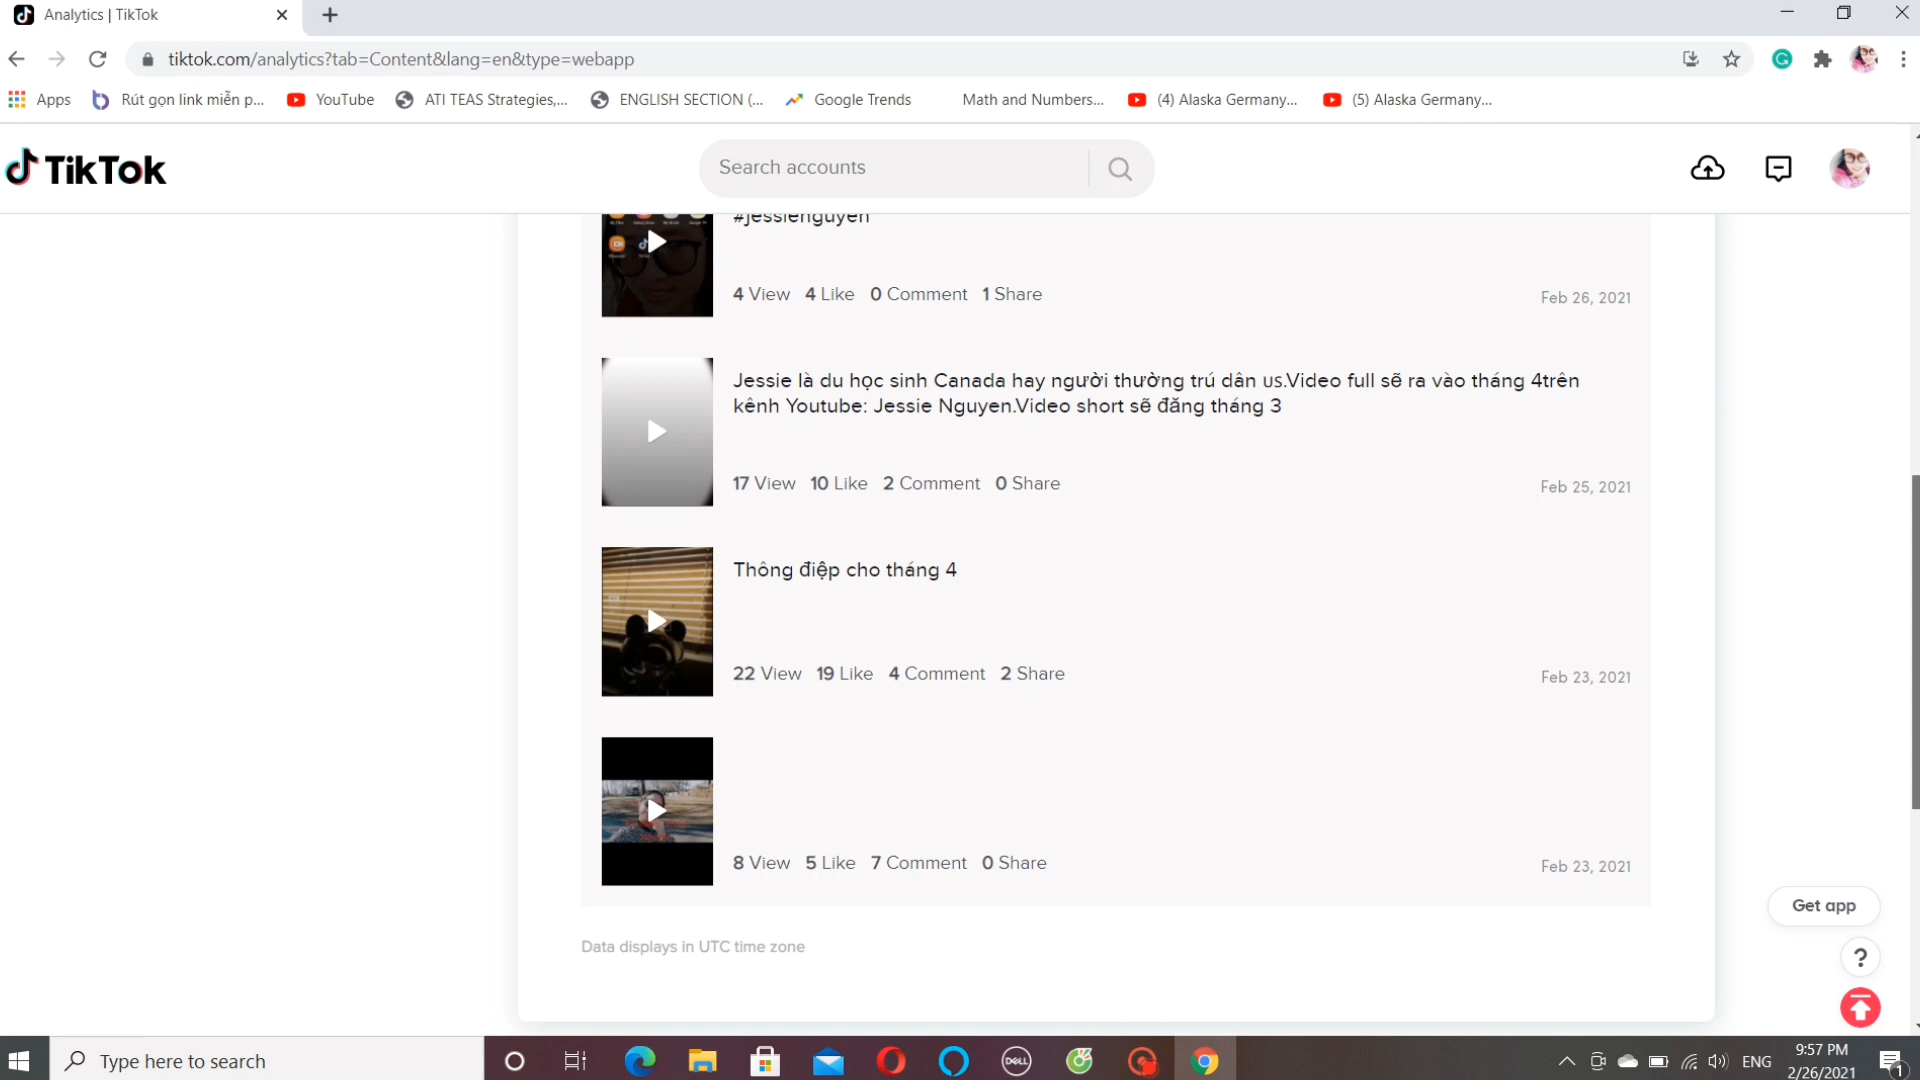 Analytics | TikTok
tiktok.com/analytics?tab=Content&lang=en&type=webapp
Apps Rút gọn link miễn p... YouTube ATI TEAS Strategies,... ENGLISH SECTION (... Google Trends Math and Numbers... (4) Alaska Germany... (5) Alaska Germany...
TikTok
Search accounts
#jessienguyen
4 View 4 Like 0 Comment 1 Share
Feb 26, 2021
Jessie là du học sinh Canada hay người thường trú dân us.Video full sẽ ra vào tháng 4trên
kênh Youtube: Jessie Nguyen.Video short sẽ đăng tháng 3
17 View 10 Like 2 Comment 0 Share
Feb 25, 2021
Thông điệp cho tháng 4
22 View 19 Like 4 Comment 2 Share
Feb 23, 2021
8 View 5 Like 7 Comment 0 Share
Feb 23, 2021
Get app
?
Data displays in UTC time zone
Type here to search
DELL
ENG
9:57 PM
2/26/2021
1